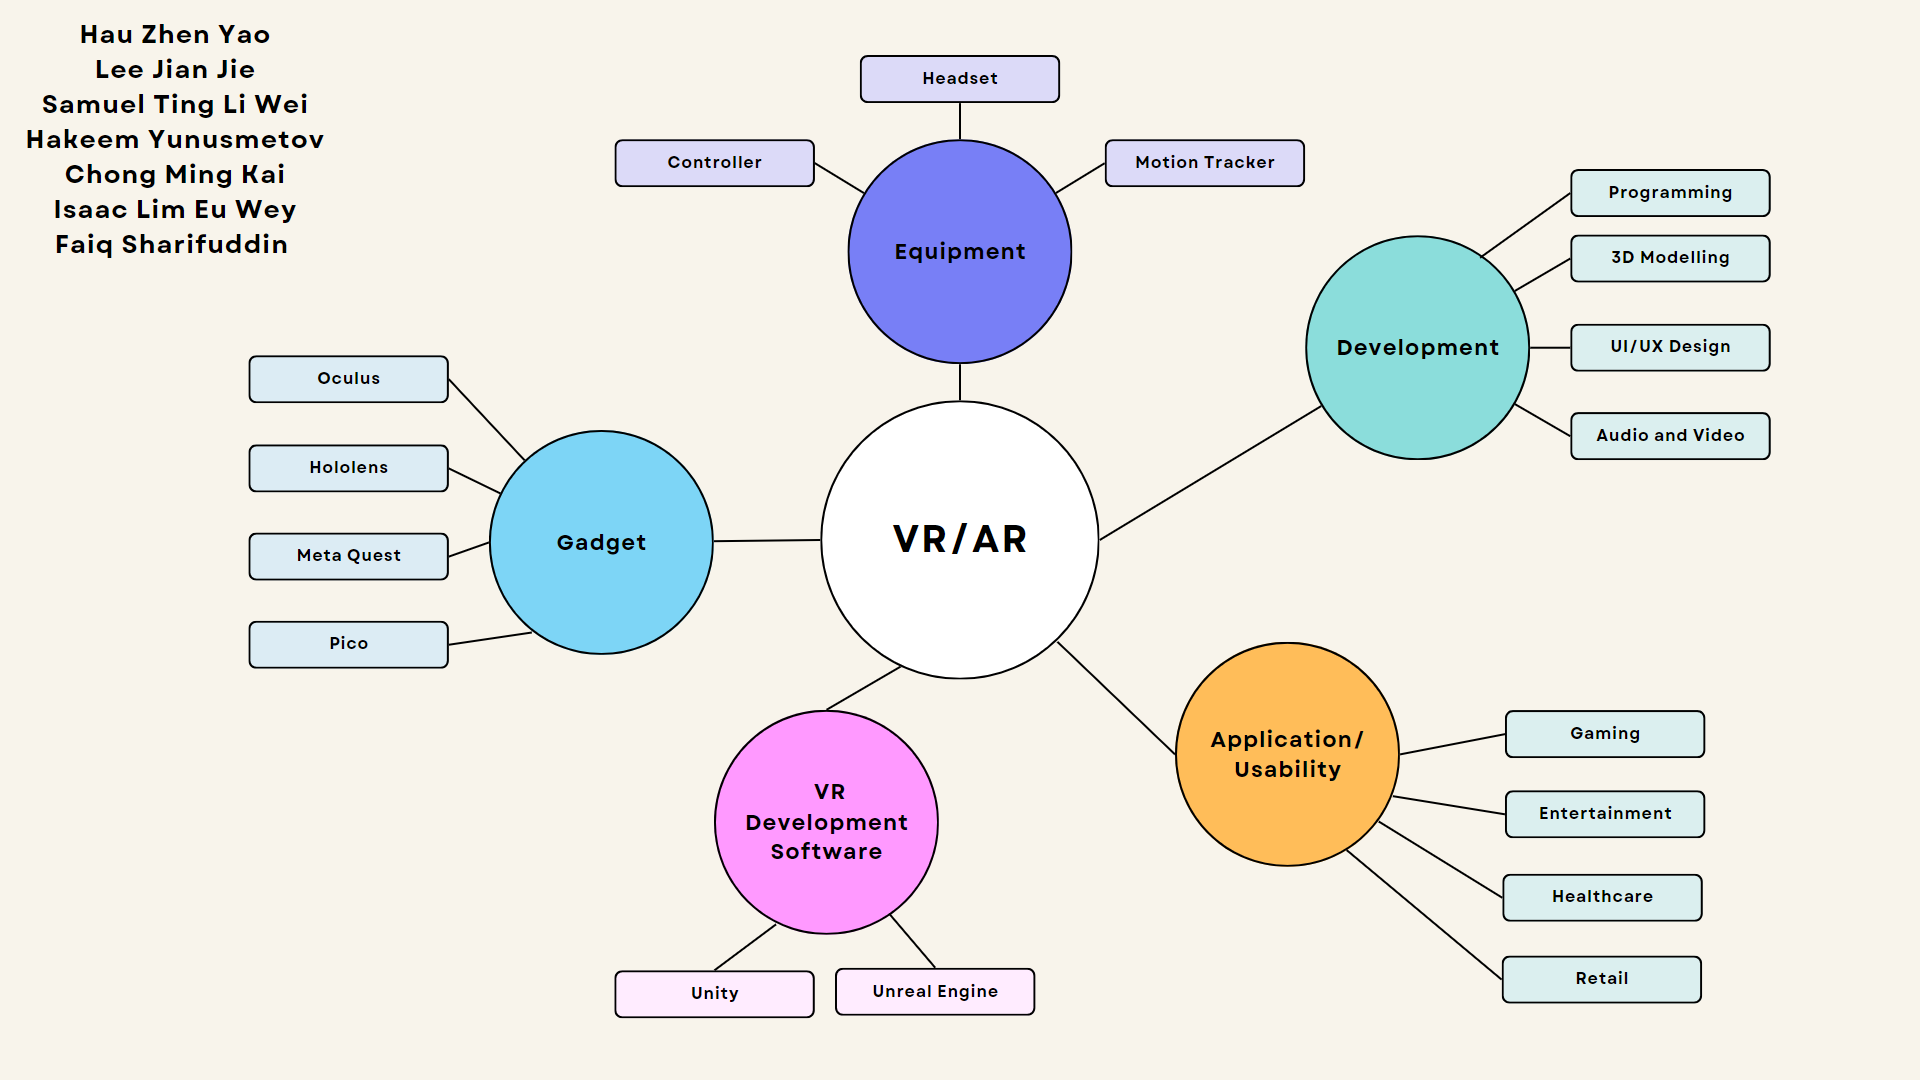 Hau Zhen Yao
Lee Jian Jie
Samuel Ting Li Wei
Hakeem Yunusmetov
Chong Ming Kai
Isaac Lim Eu Wey
Faiq Sharifuddin
Headset
Controller
Motion Tracker
Equipment
Programming
3D Modelling
Development
UI/UX Design
Audio and Video
Oculus
Hololens
Gadget
Meta Quest
Pico
VR/AR
Application/
Usability
Gaming
Entertainment
Healthcare
Retail
VR
Development
Software
Unity
Unreal Engine